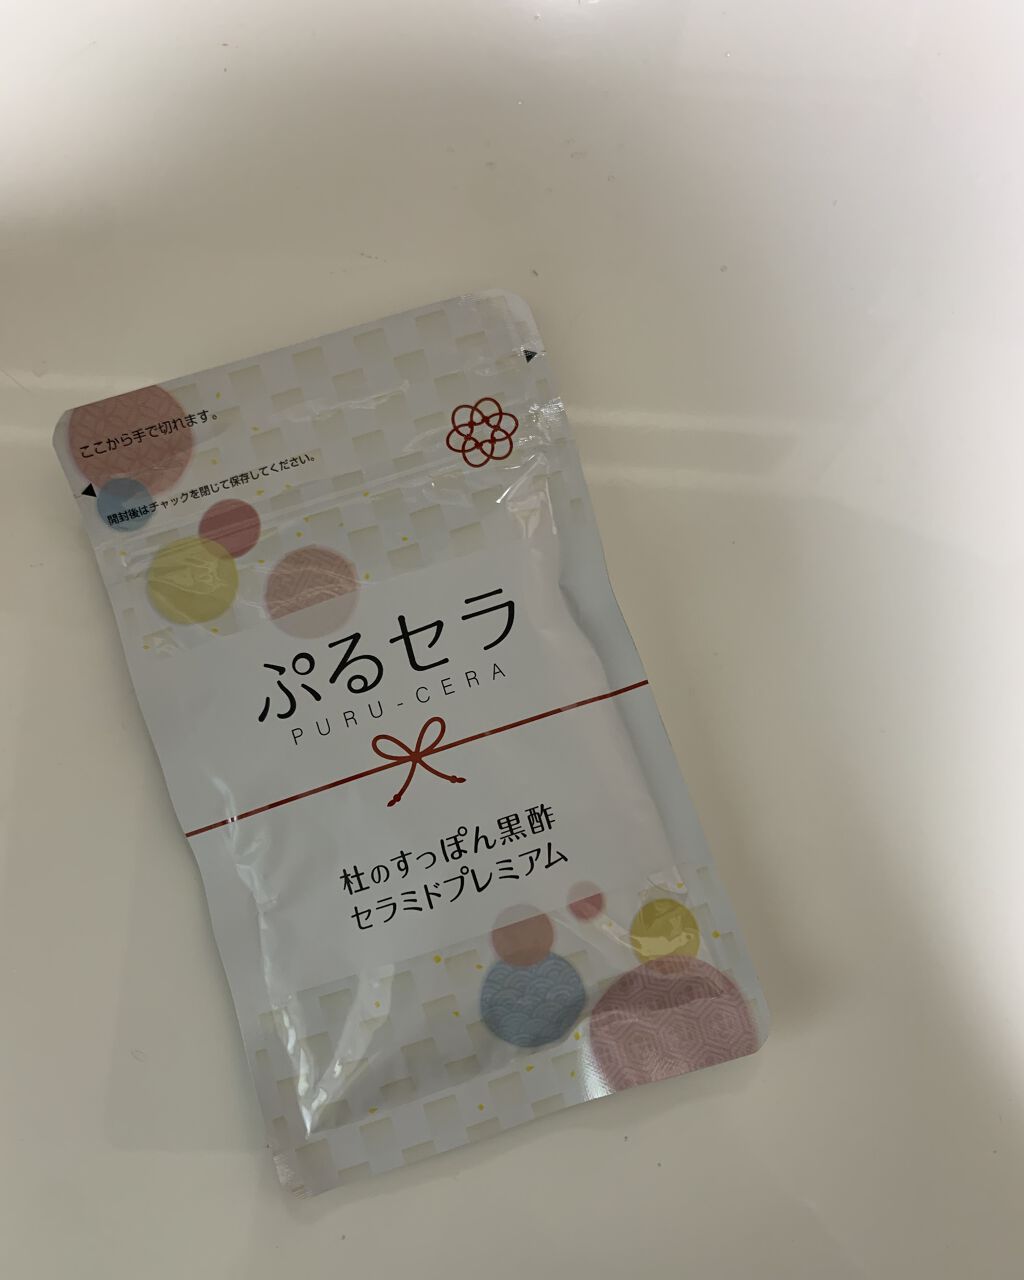 ここから手で切れます。
開封後はチャックを閉じて保存してください。
ぷるセラ
PURU-CERA
杜のすっぽん黒酢
セラミドプレミアム